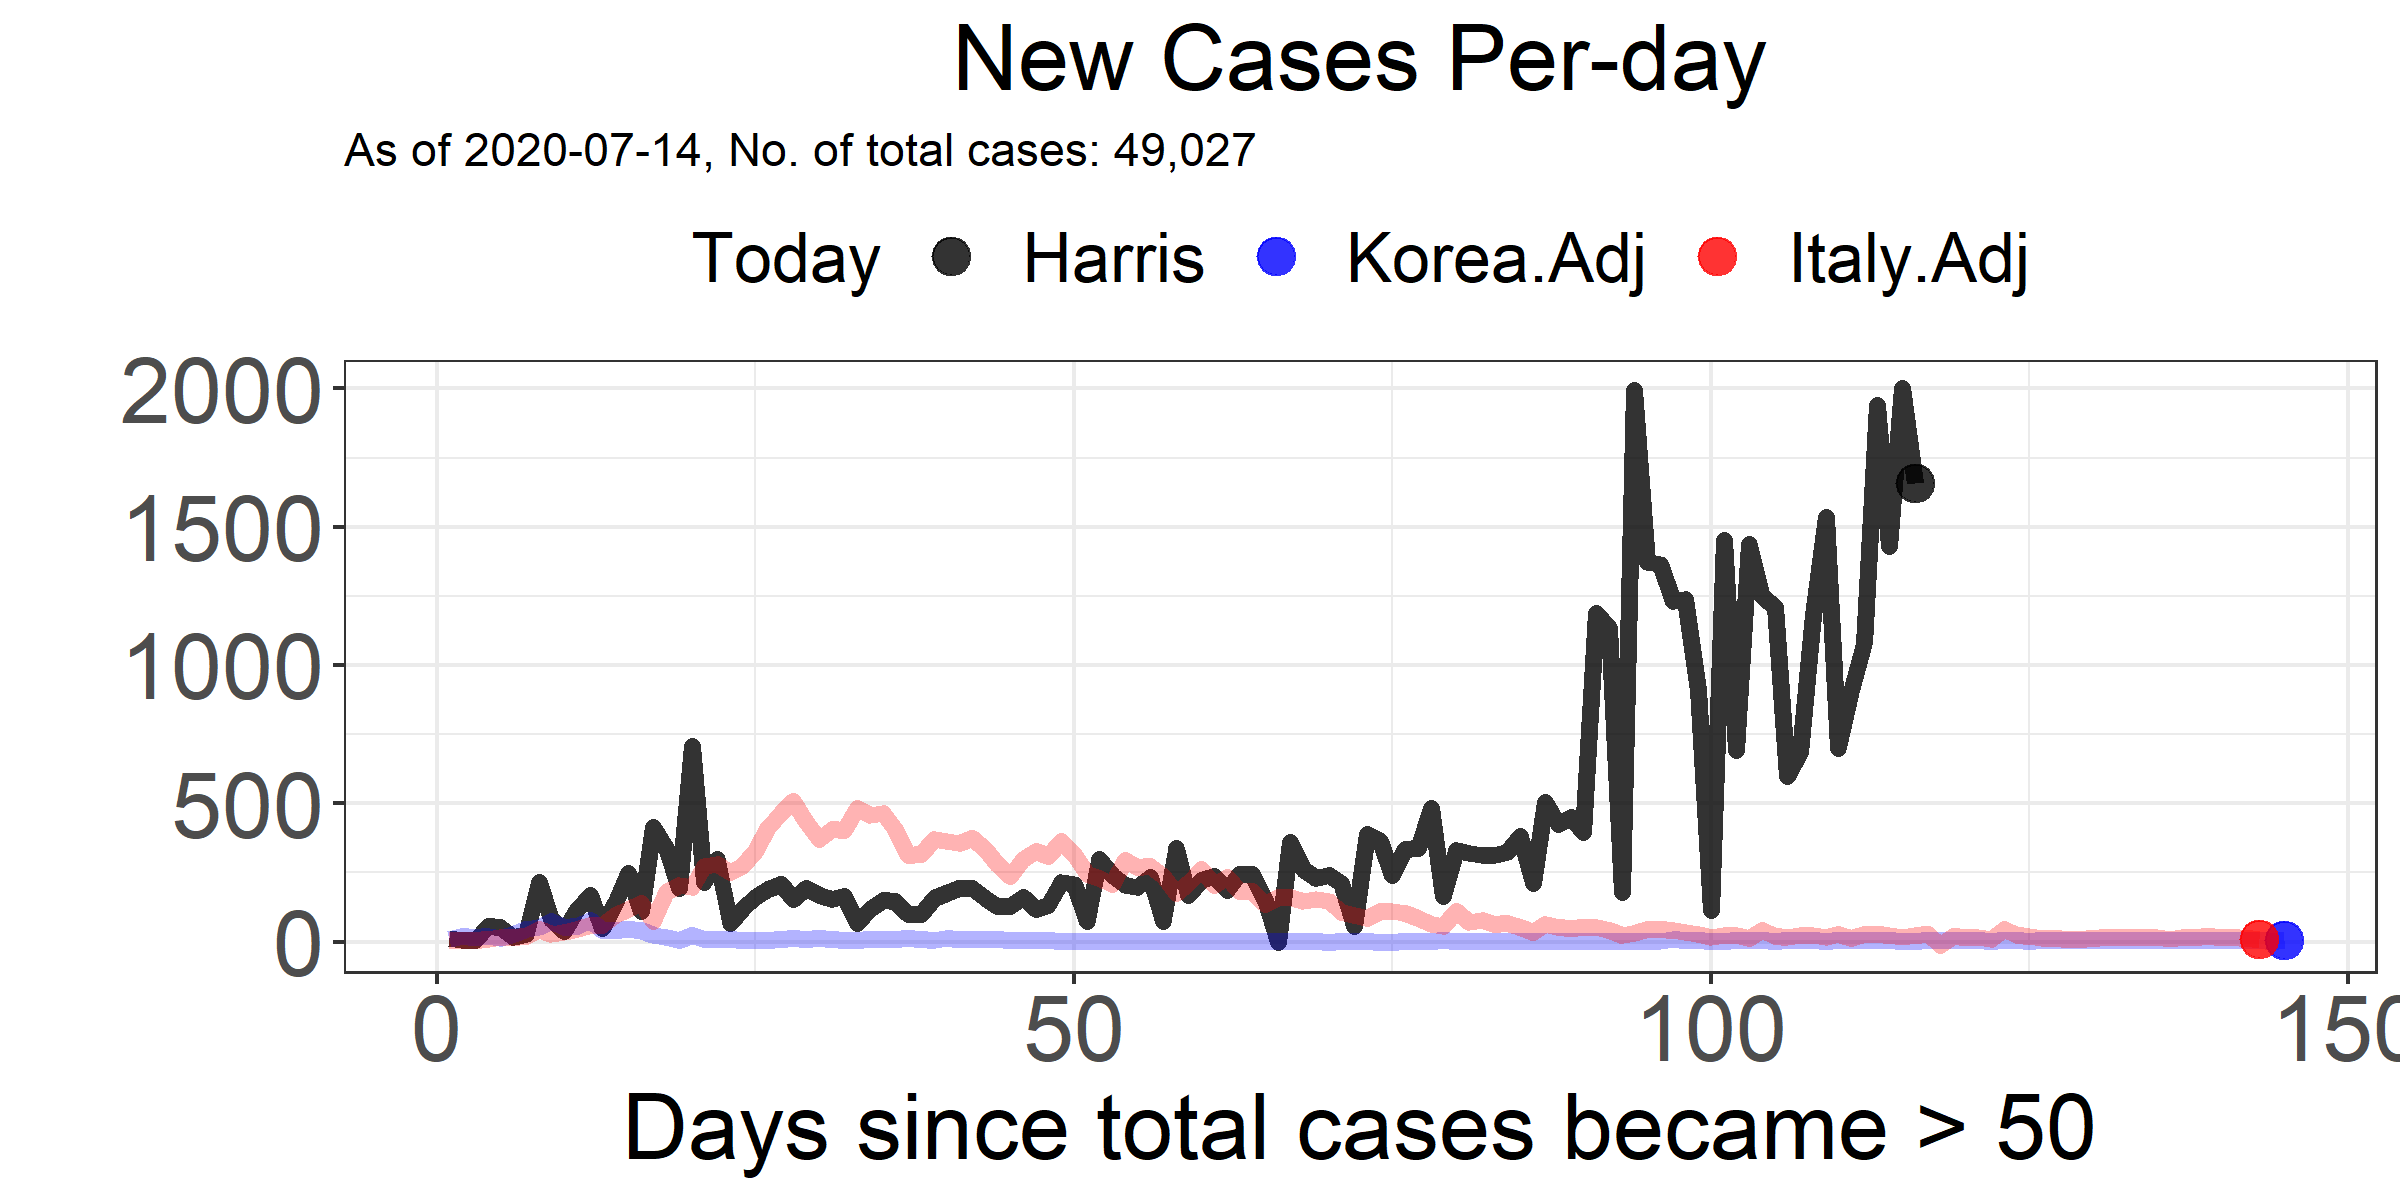 New Cases Per-day
As of 2020-07-14, No. of total cases: 49,027
Today Harris Korea.Adj Italy.Adj
2000
1500
1000
500
0
0 50 100 150
Days since total cases became > 50